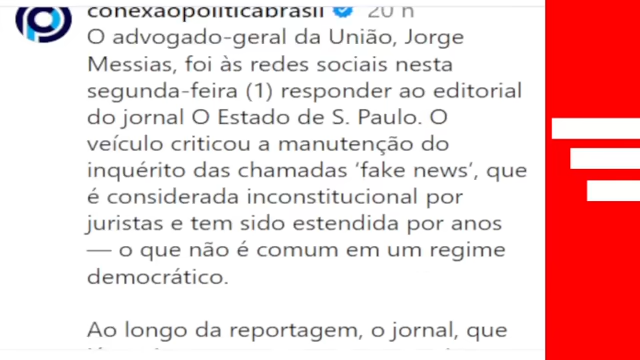 conexaopoliticabrasil 20 h
O advogado-geral da União, Jorge
Messias, foi às redes sociais nesta
segunda-feira (1) responder ao editorial
do jornal O Estado de S. Paulo. O
veículo criticou a manutenção do
inquérito das chamadas ‘fake news’, que
é considerada inconstitucional por
juristas e tem sido estendida por anos
— o que não é comum em um regime
democrático.
Ao longo da reportagem, o jornal, que